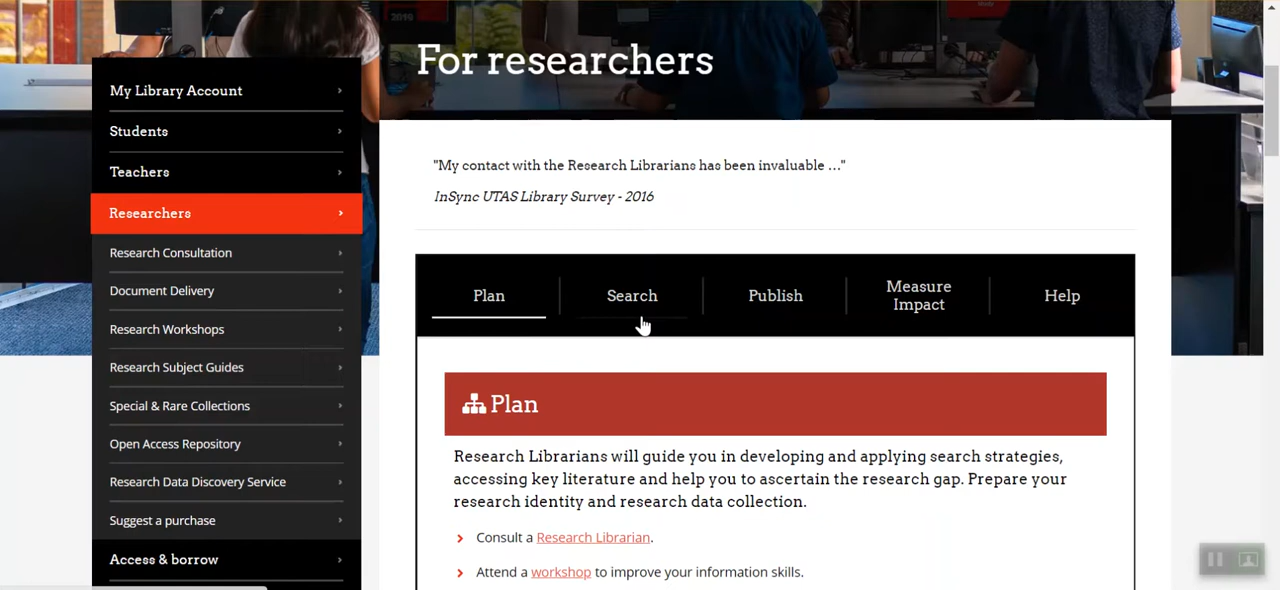 2019
For researchers
My Library Account
Students
Teachers
Researchers
Research Consultation
Document Delivery
Research Workshops
Research Subject Guides
Special & Rare Collections
Open Access Repository
Research Data Discovery Service
Suggest a purchase
Access & borrow
"My contact with the Research Librarians has been invaluable ..."
InSync UTAS Library Survey - 2016
Plan
Search
Publish
Measure
Impact
Help
Plan
Research Librarians will guide you in developing and applying search strategies,
accessing key literature and help you to ascertain the research gap. Prepare your
research identity and research data collection.
Consult a Research Librarian.
Attend a workshop to improve your information skills.